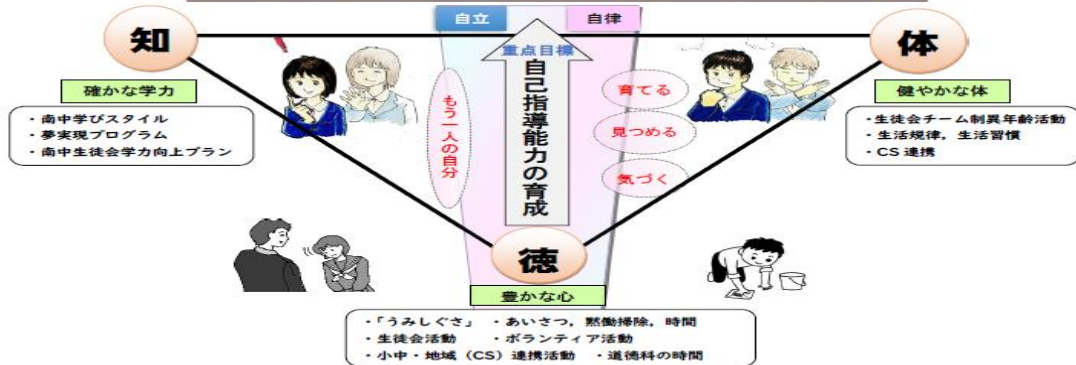 自立
自律
知
体
重点目標
自己指導能力の育成
もう一人の自分
育てる
見つめる
気づく
確かな学力
・南中学びスタイル
・夢実現プログラム
・南中生徒会学力向上プラン
健やかな体
・生徒会チーム制異年齢活動
・生活規律，生活習慣
・CS 連携
徳
豊かな心
・「うみしぐさ」 ・あいさつ，黙働掃除，時間
・生徒会活動 ・ボランティア活動
・小中・地域（CS）連携活動 ・道徳科の時間